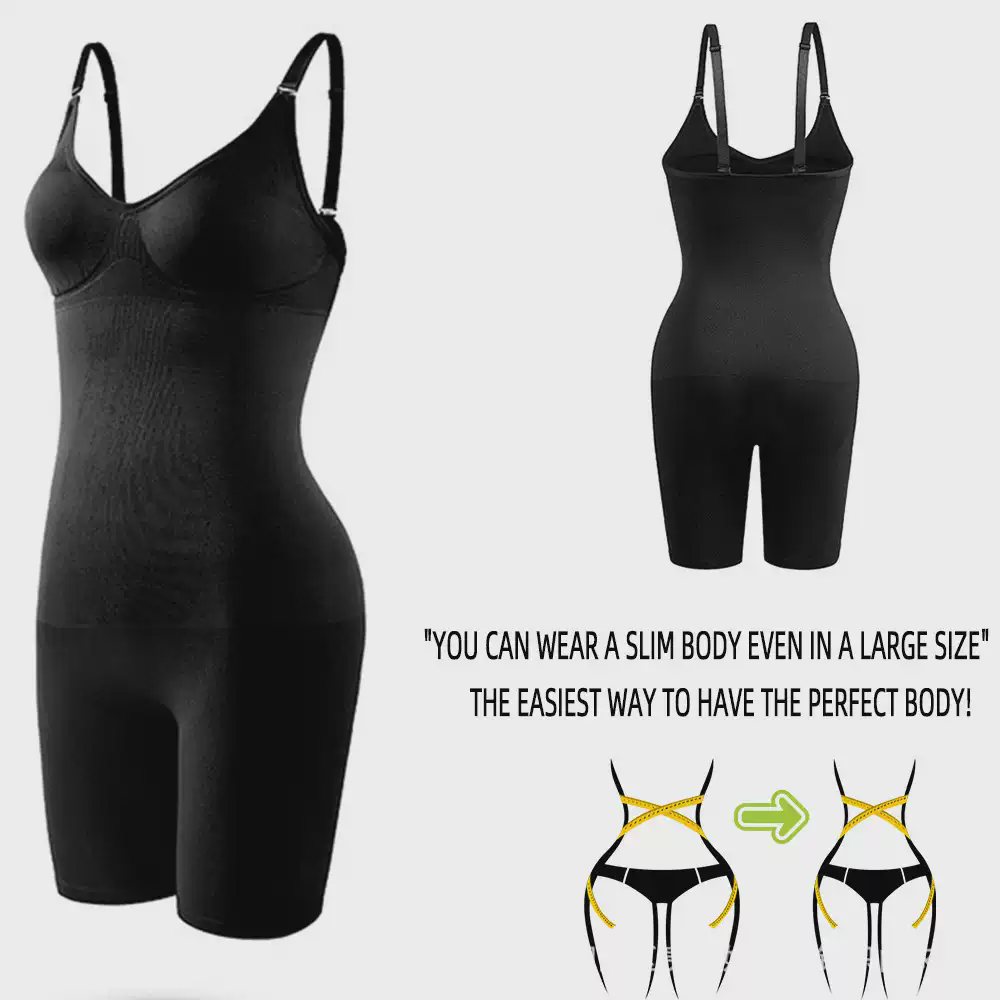 "YOU CAN WEAR A SLIM BODY EVEN IN A LARGE SIZE"
THE EASIEST WAY TO HAVE THE PERFECT BODY!